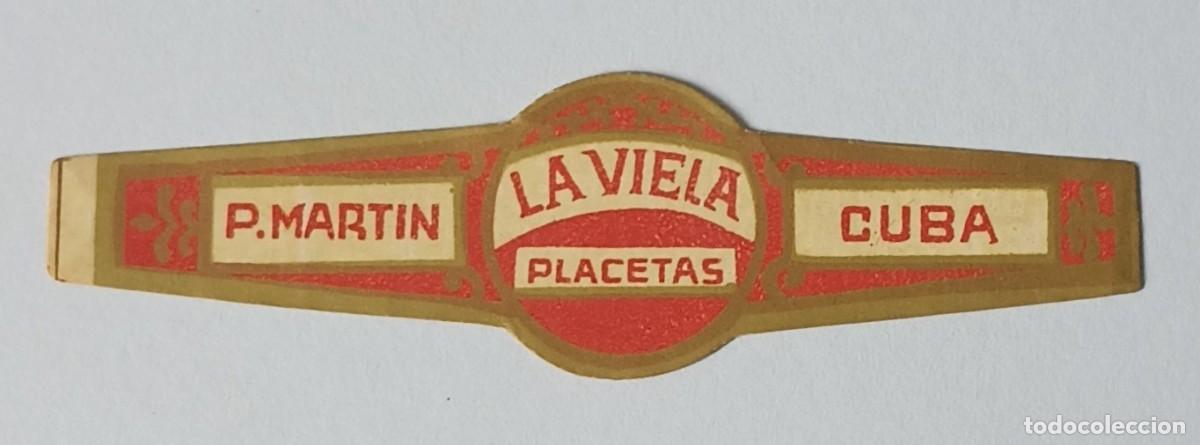 P. MARTIN
LA VIELA
PLACETAS
CUBA
todocoleccion